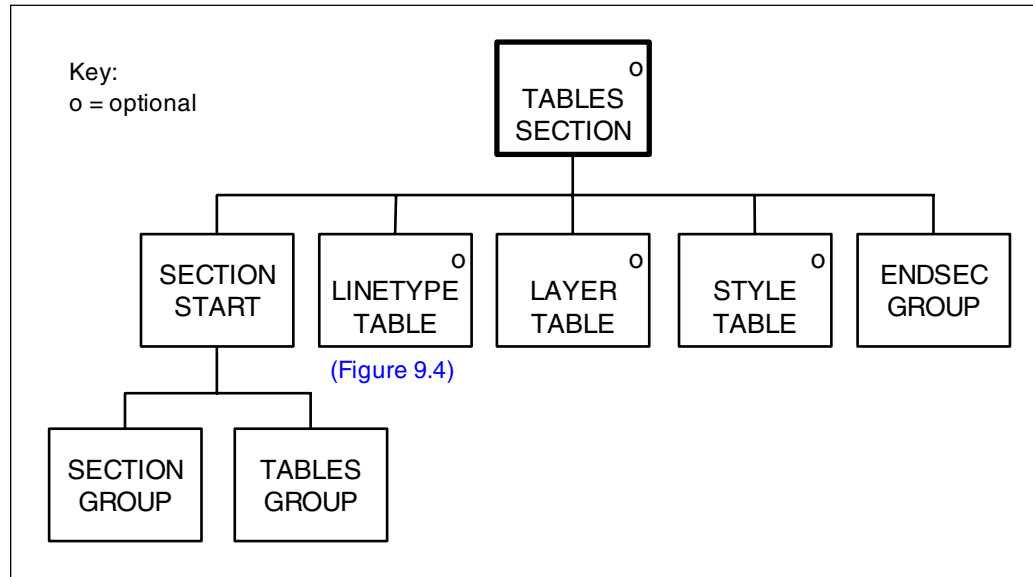 Key:
o = optional
o
TABLES
SECTION
SECTION
START
o
LINETYPE
TABLE
(Figure 9.4)
o
LAYER
TABLE
o
STYLE
TABLE
ENDSEC
GROUP
SECTION
GROUP
TABLES
GROUP